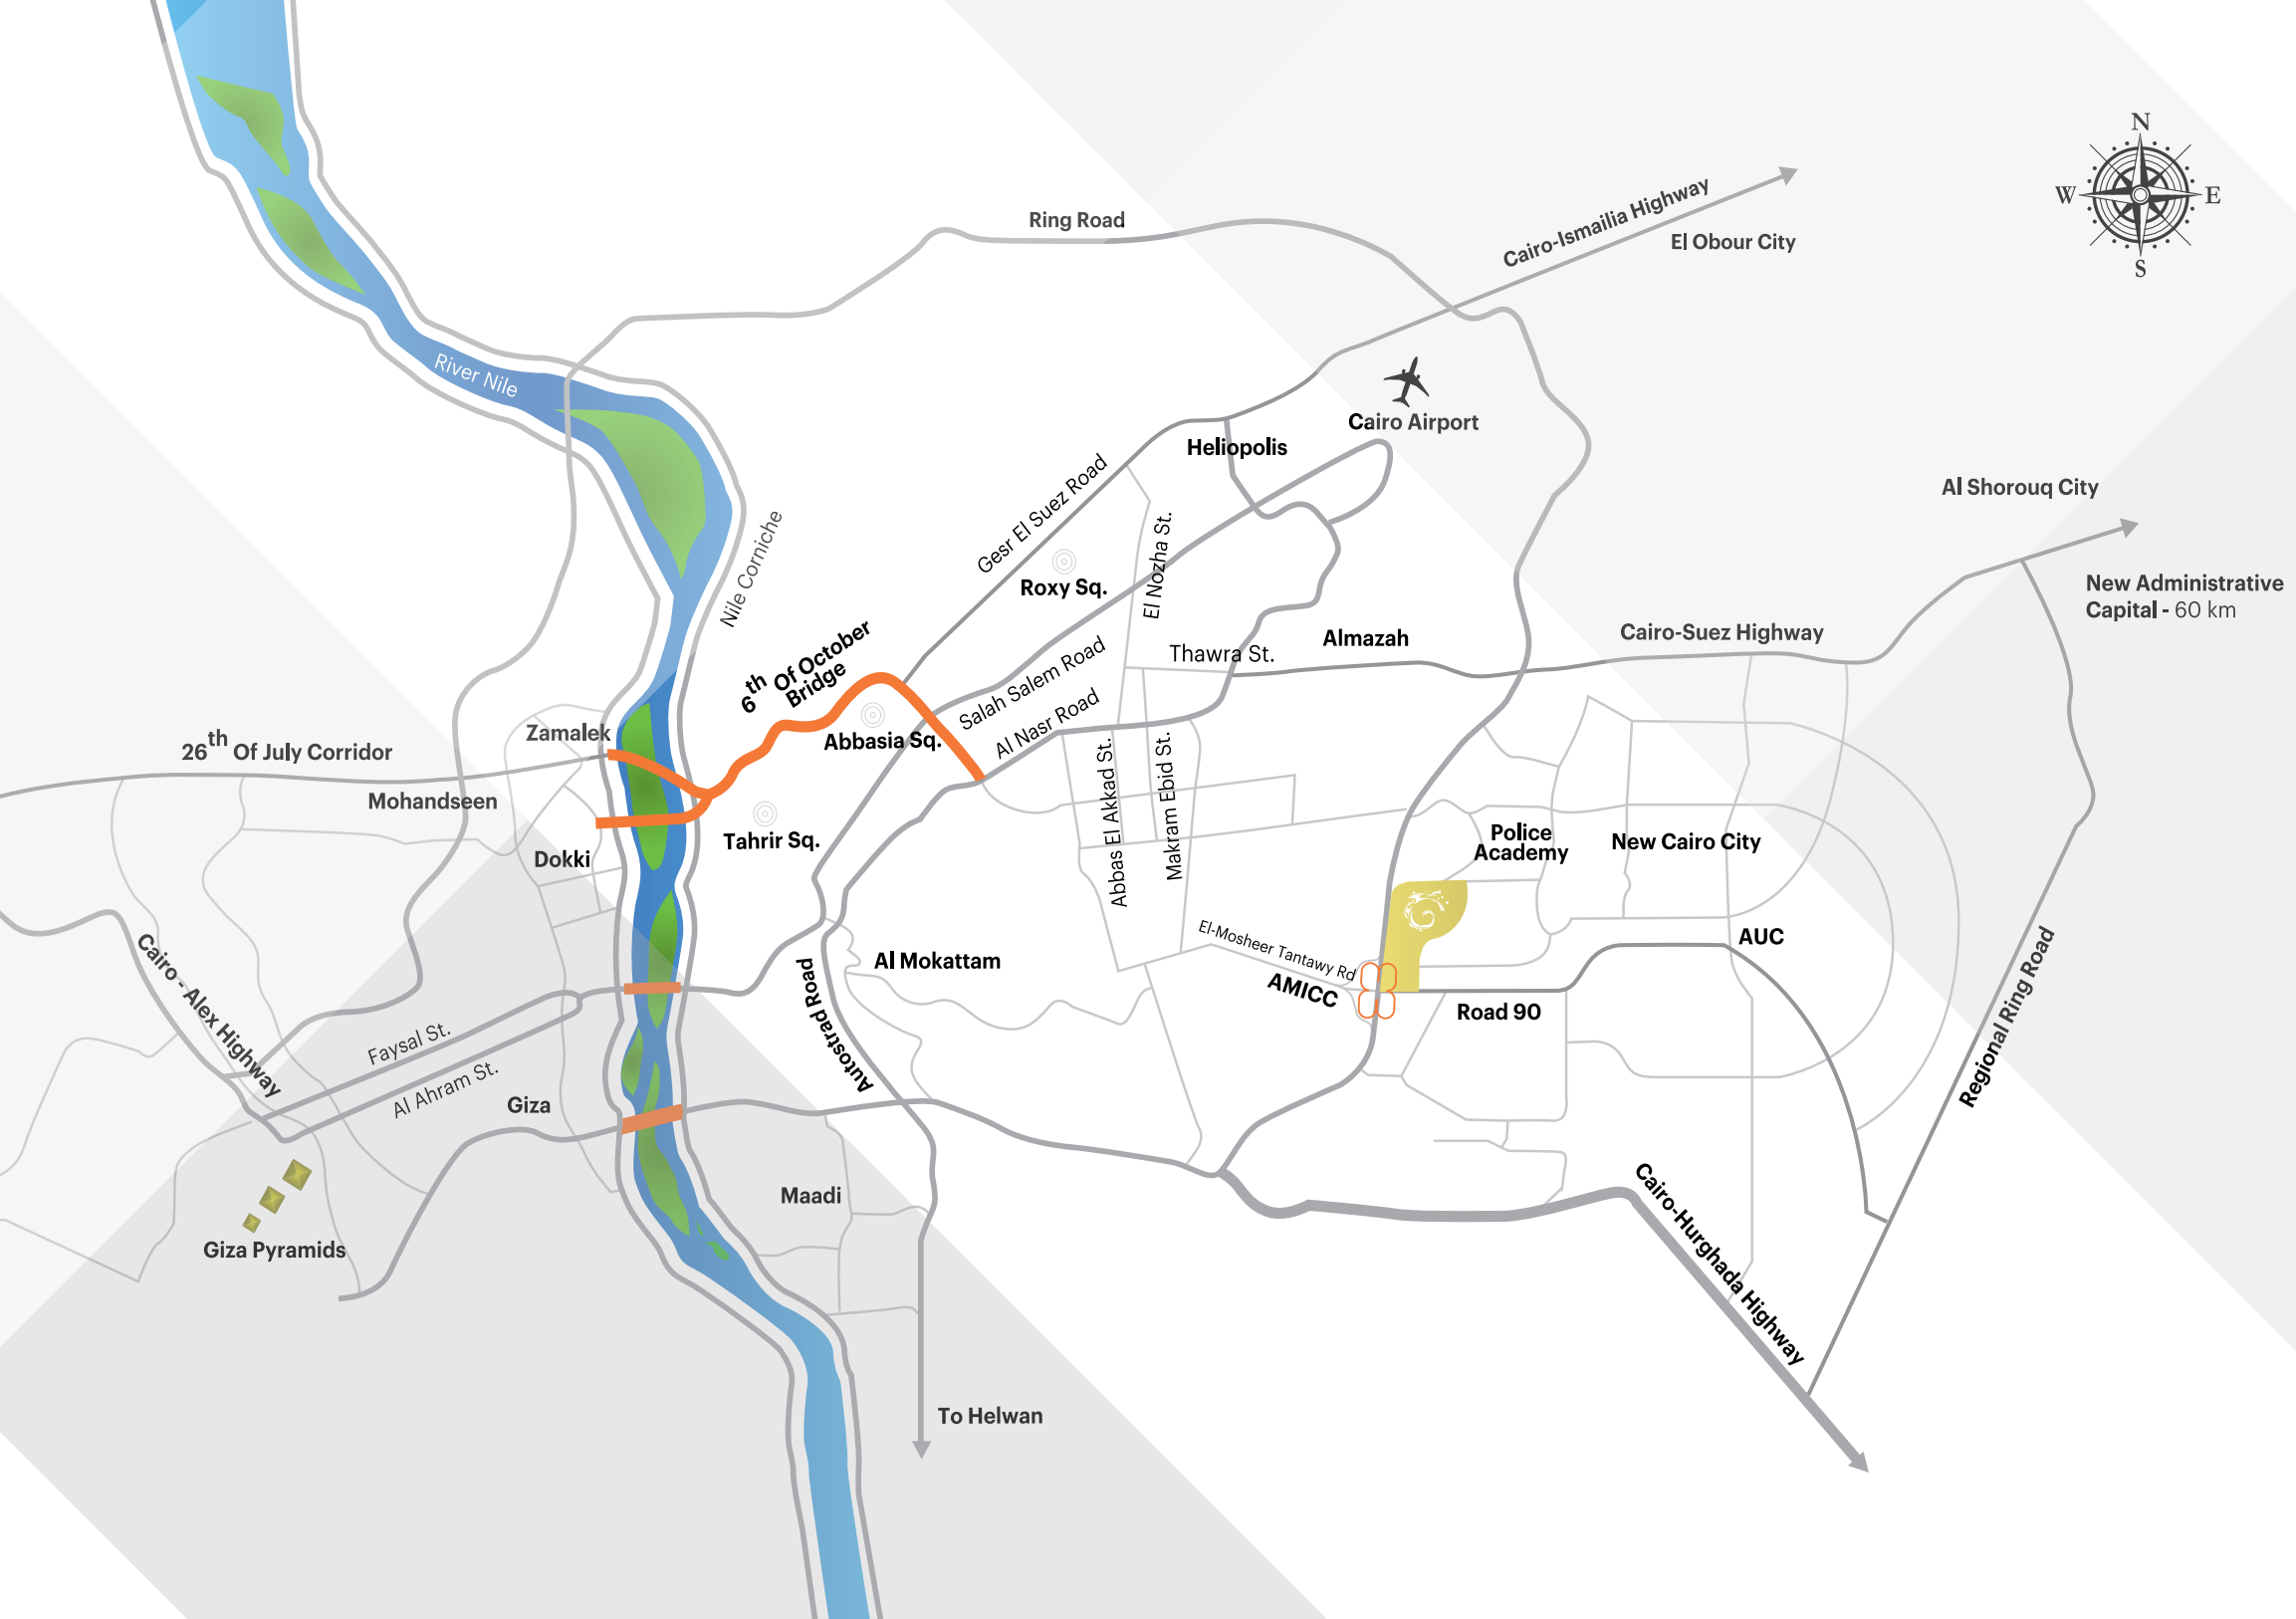 N
W
E
S
Ring Road
Cairo-Ismailia Highway
El Obour City
River Nile
Cairo Airport
Heliopolis
Gesr El Suez Road
Al Shorouq City
Nile Corniche
Roxy Sq.
El Nozha St.
New Administrative
Capital - 60 km
6th Of October
Bridge
Thawra St.
Almazah
Cairo-Suez Highway
Salah Salem Road
Al Nasr Road
Zamalek
26th Of July Corridor
Abbasia Sq.
Mohandseen
Tahrir Sq.
Dokki
Abbas El Akkad St.
Makram Ebid St.
Police
Academy
New Cairo City
El-Mosheer Tantawy Rd
AMICC
AUC
Al Mokattam
Road 90
Cairo - Alex Highway
Autostrad Road
Regional Ring Road
Faysal St.
Al Ahram St.
Giza
Maadi
Giza Pyramids
Cairo-Hurghada Highway
To Helwan